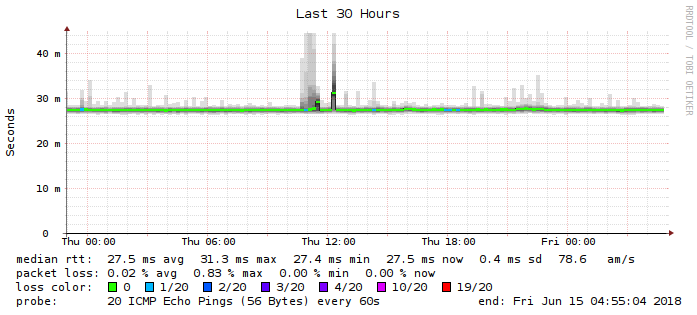 Last 30 Hours
RRDTOOL / TOBI OETIKER
Seconds
40 m
30 m
20 m
10 m
0
Thu 00:00 Thu 06:00 Thu 12:00 Thu 18:00 Fri 00:00
median rtt: 27.5 ms avg 31.3 ms max 27.4 ms min 27.5 ms now 0.4 ms sd 78.6 am/s
packet loss: 0.02 % avg 0.83 % max 0.00 % min 0.00 % now
loss color: 0 1/20 2/20 3/20 4/20 10/20 19/20
probe: 20 ICMP Echo Pings (56 Bytes) every 60s end: Fri Jun 15 04:55:04 2018